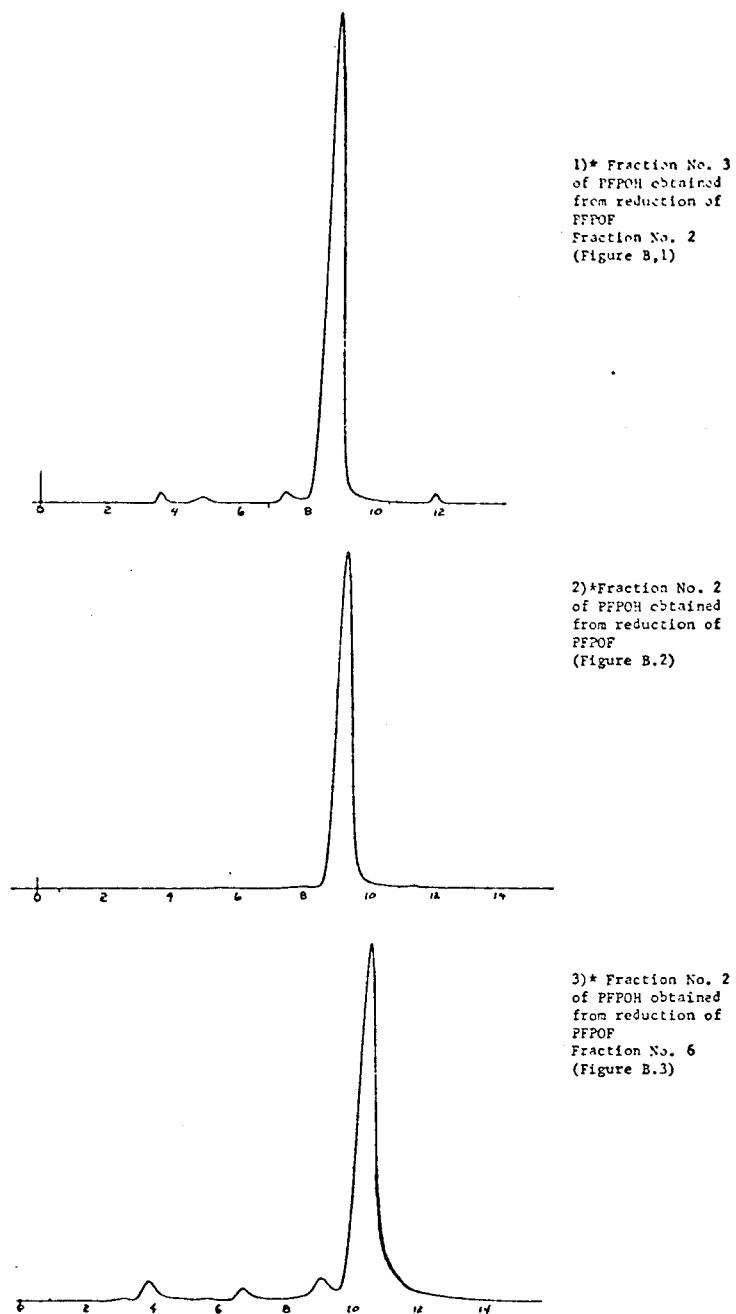 1)* Fraction No. 3
of PFPOH obtained
from reduction of
PFPOF
Fraction No. 2
(Figure B,1)
0 2 4 6 8 10 12
2)*Fraction No. 2
of PFPOH obtained
from reduction of
PFPOF
(Figure B.2)
0 2 4 6 8 10 12 14
3)* Fraction No. 2
of PFPOH obtained
from reduction of
PFPOF
Fraction No. 6
(Figure B.3)
0 2 4 6 8 10 12 14